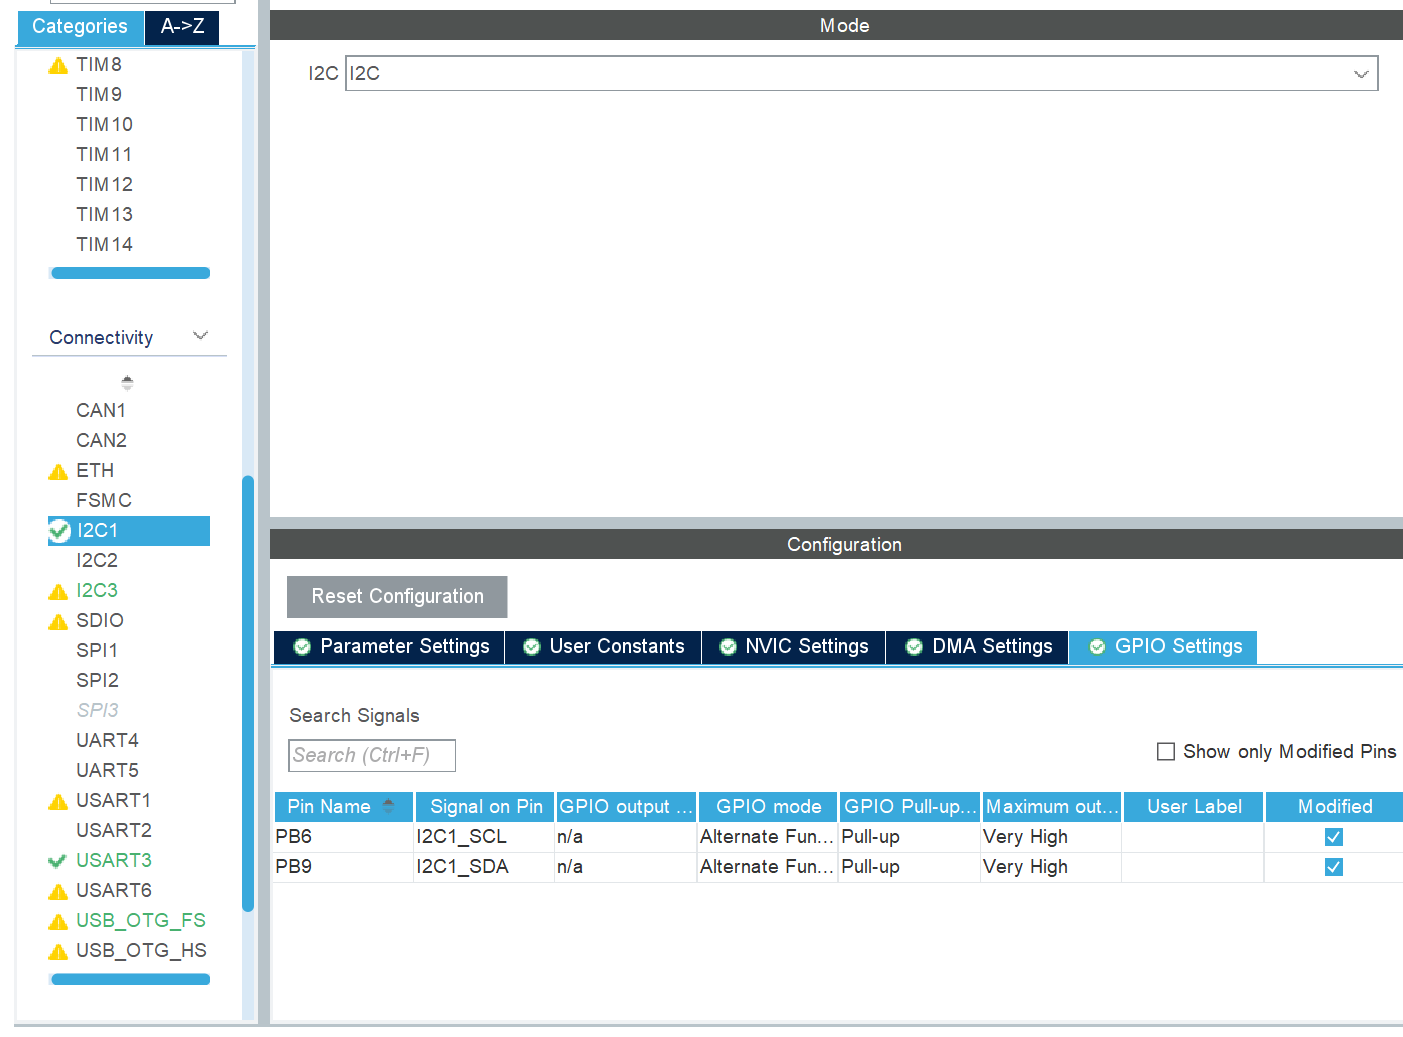 Categories
A->Z
TIM8
TIM9
TIM10
TIM11
TIM12
TIM13
TIM14
Connectivity
CAN1
CAN2
ETH
FSMC
I2C1
I2C2
I2C3
SDIO
SPI1
SPI2
SPI3
UART4
UART5
USART1
USART2
USART3
USART6
USB_OTG_FS
USB_OTG_HS
Mode
I2C I2C
Configuration
Reset Configuration
Parameter Settings User Constants NVIC Settings DMA Settings GPIO Settings
Search Signals
Search (Ctrl+F)
Show only Modified Pins
Pin Name Signal on Pin GPIO output ... GPIO mode GPIO Pull-up... Maximum out... User Label Modified
PB6 I2C1_SCL n/a Alternate Fun... Pull-up Very High
PB9 I2C1_SDA n/a Alternate Fun... Pull-up Very High